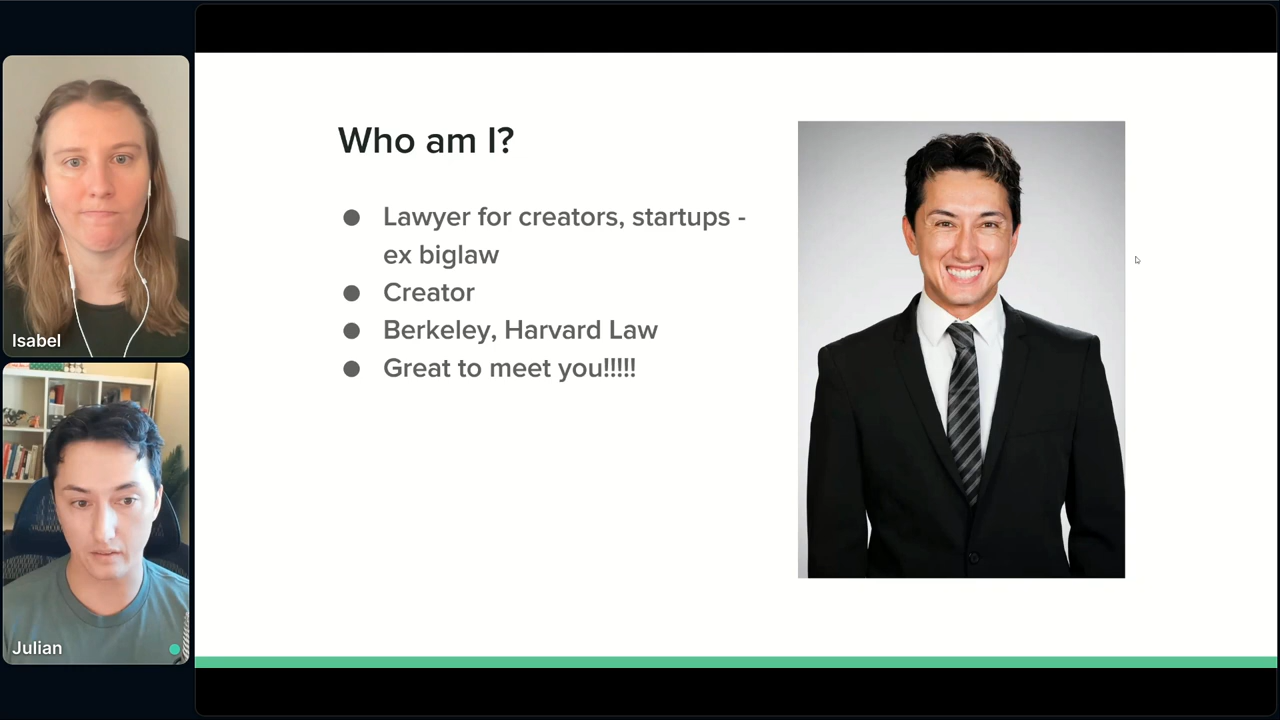 Who am I?
Lawyer for creators, startups -
ex biglaw
Creator
Berkeley, Harvard Law
Great to meet you!!!!!
Isabel
Julian